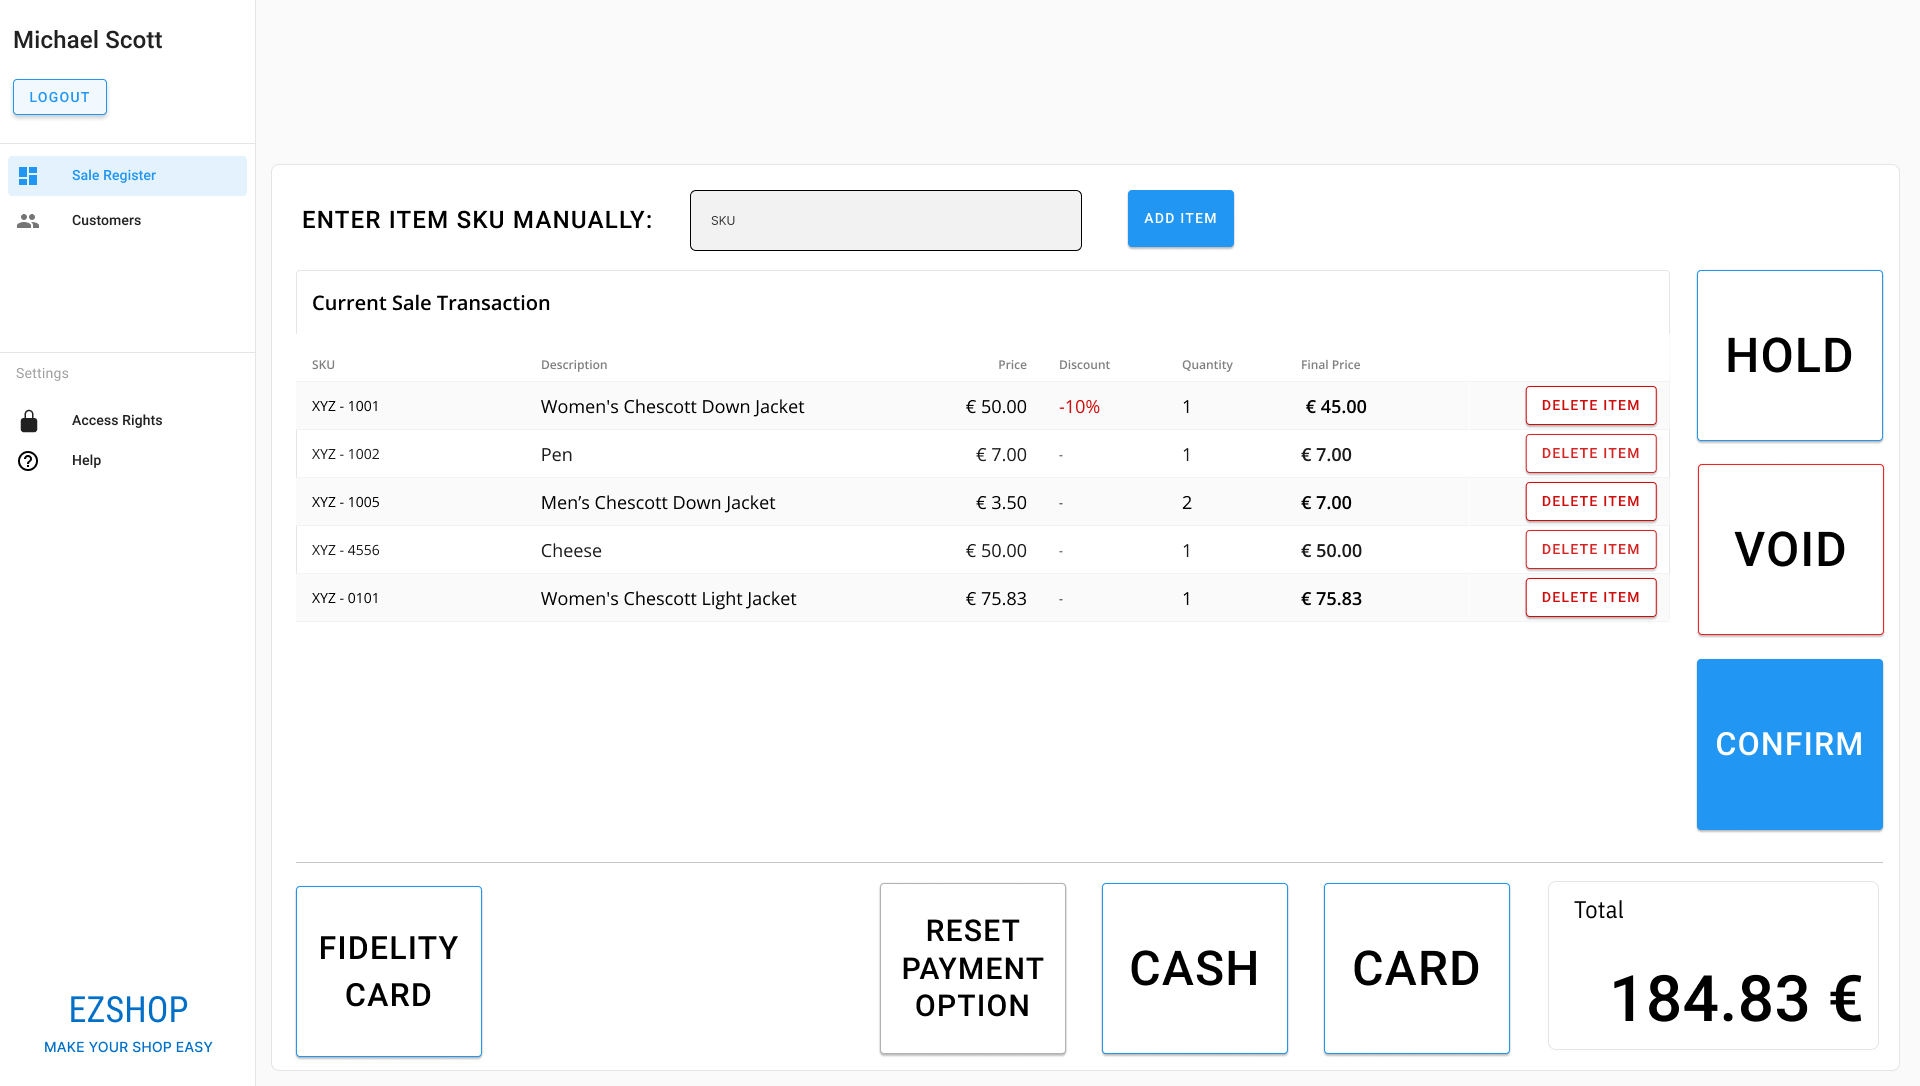 Michael Scott
LOGOUT
Sale Register
Customers
Settings
Access Rights
Help
EZSHOP
MAKE YOUR SHOP EASY
ENTER ITEM SKU MANUALLY:
SKU
ADD ITEM
Current Sale Transaction
SKU Description Price Discount Quantity Final Price
XYZ - 1001 Women's Chescott Down Jacket € 50.00 -10% 1 € 45.00 DELETE ITEM
XYZ - 1002 Pen € 7.00 - 1 € 7.00 DELETE ITEM
XYZ - 1005 Men’s Chescott Down Jacket € 3.50 - 2 € 7.00 DELETE ITEM
XYZ - 4556 Cheese € 50.00 - 1 € 50.00 DELETE ITEM
XYZ - 0101 Women's Chescott Light Jacket € 75.83 - 1 € 75.83 DELETE ITEM
HOLD
VOID
CONFIRM
FIDELITY
CARD
RESET
PAYMENT
OPTION
CASH
CARD
Total
184.83 €